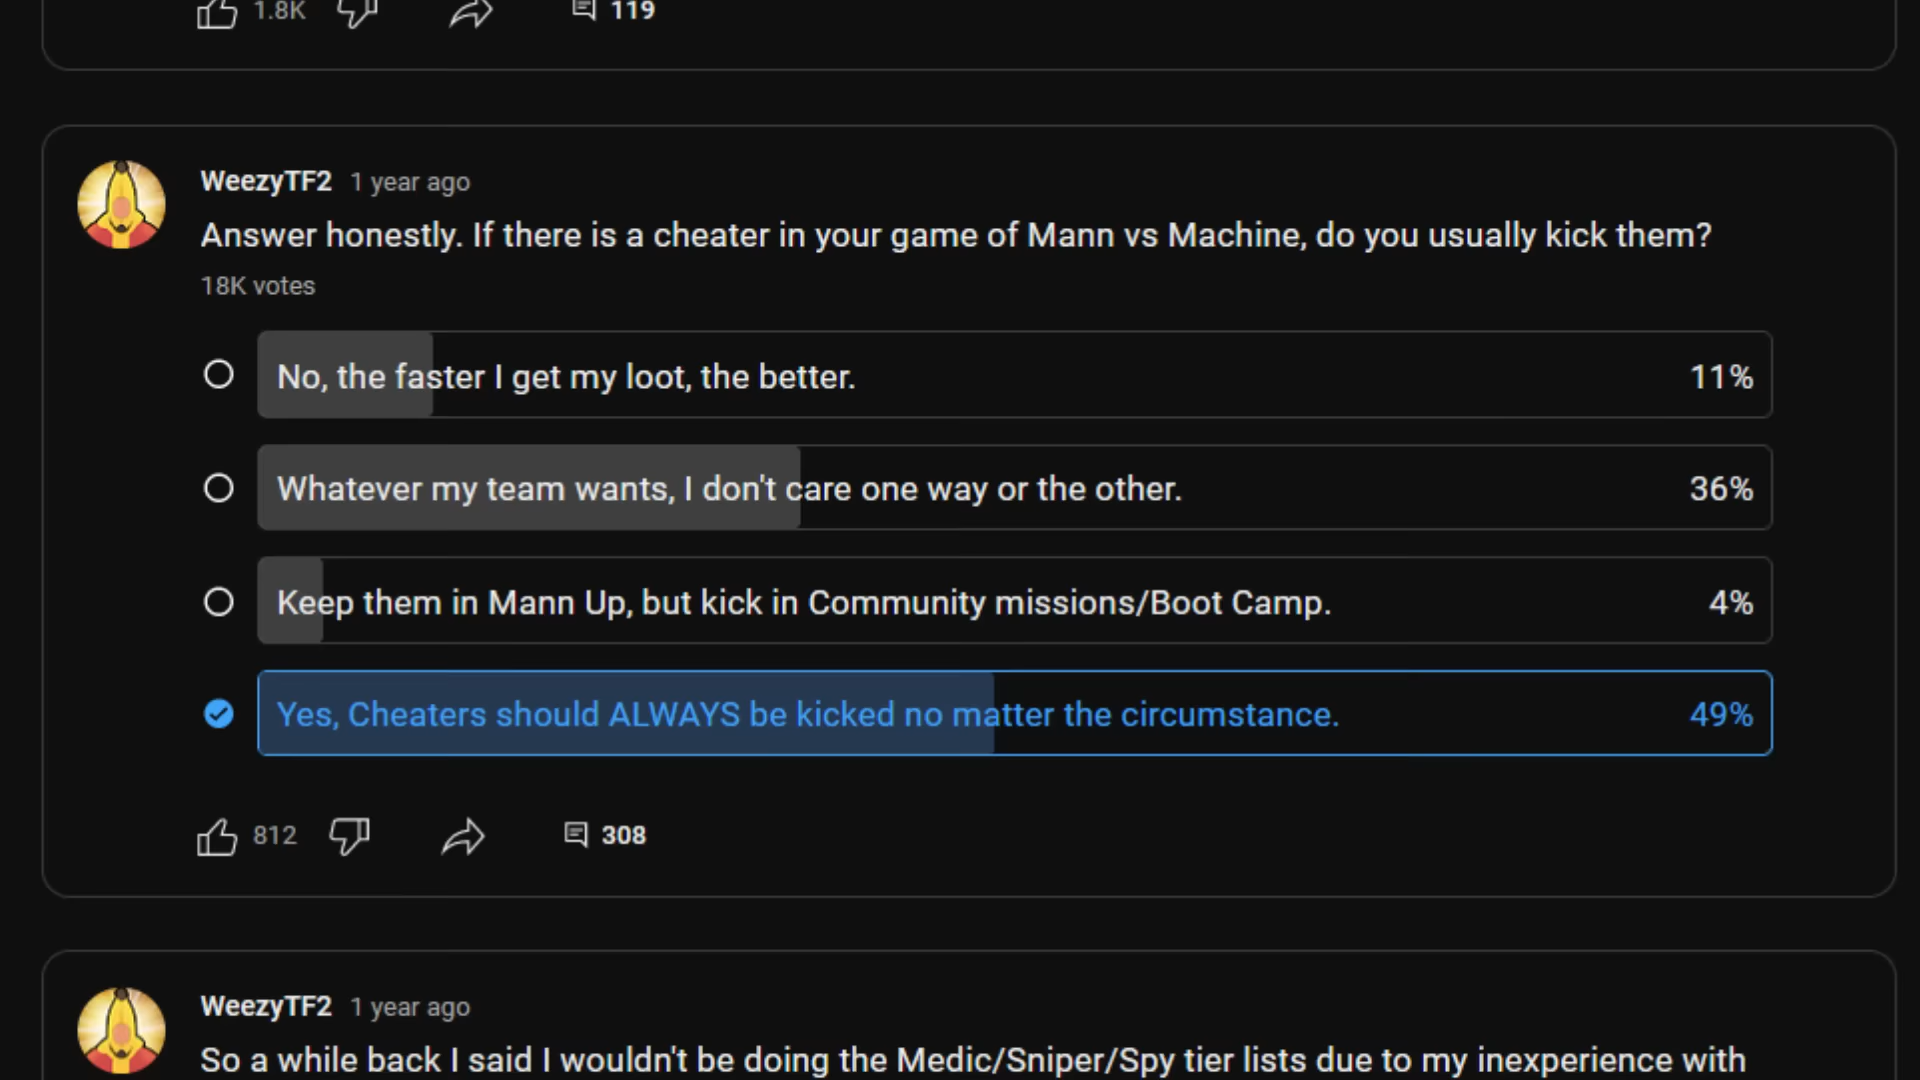 1.8K 119
WeezyTF2 1 year ago
Answer honestly. If there is a cheater in your game of Mann vs Machine, do you usually kick them?
18K votes
No, the faster I get my loot, the better. 11%
Whatever my team wants, I don't care one way or the other. 36%
Keep them in Mann Up, but kick in Community missions/Boot Camp. 4%
Yes, Cheaters should ALWAYS be kicked no matter the circumstance. 49%
812 308
WeezyTF2 1 year ago
So a while back I said I wouldn't be doing the Medic/Sniper/Spy tier lists due to my inexperience with